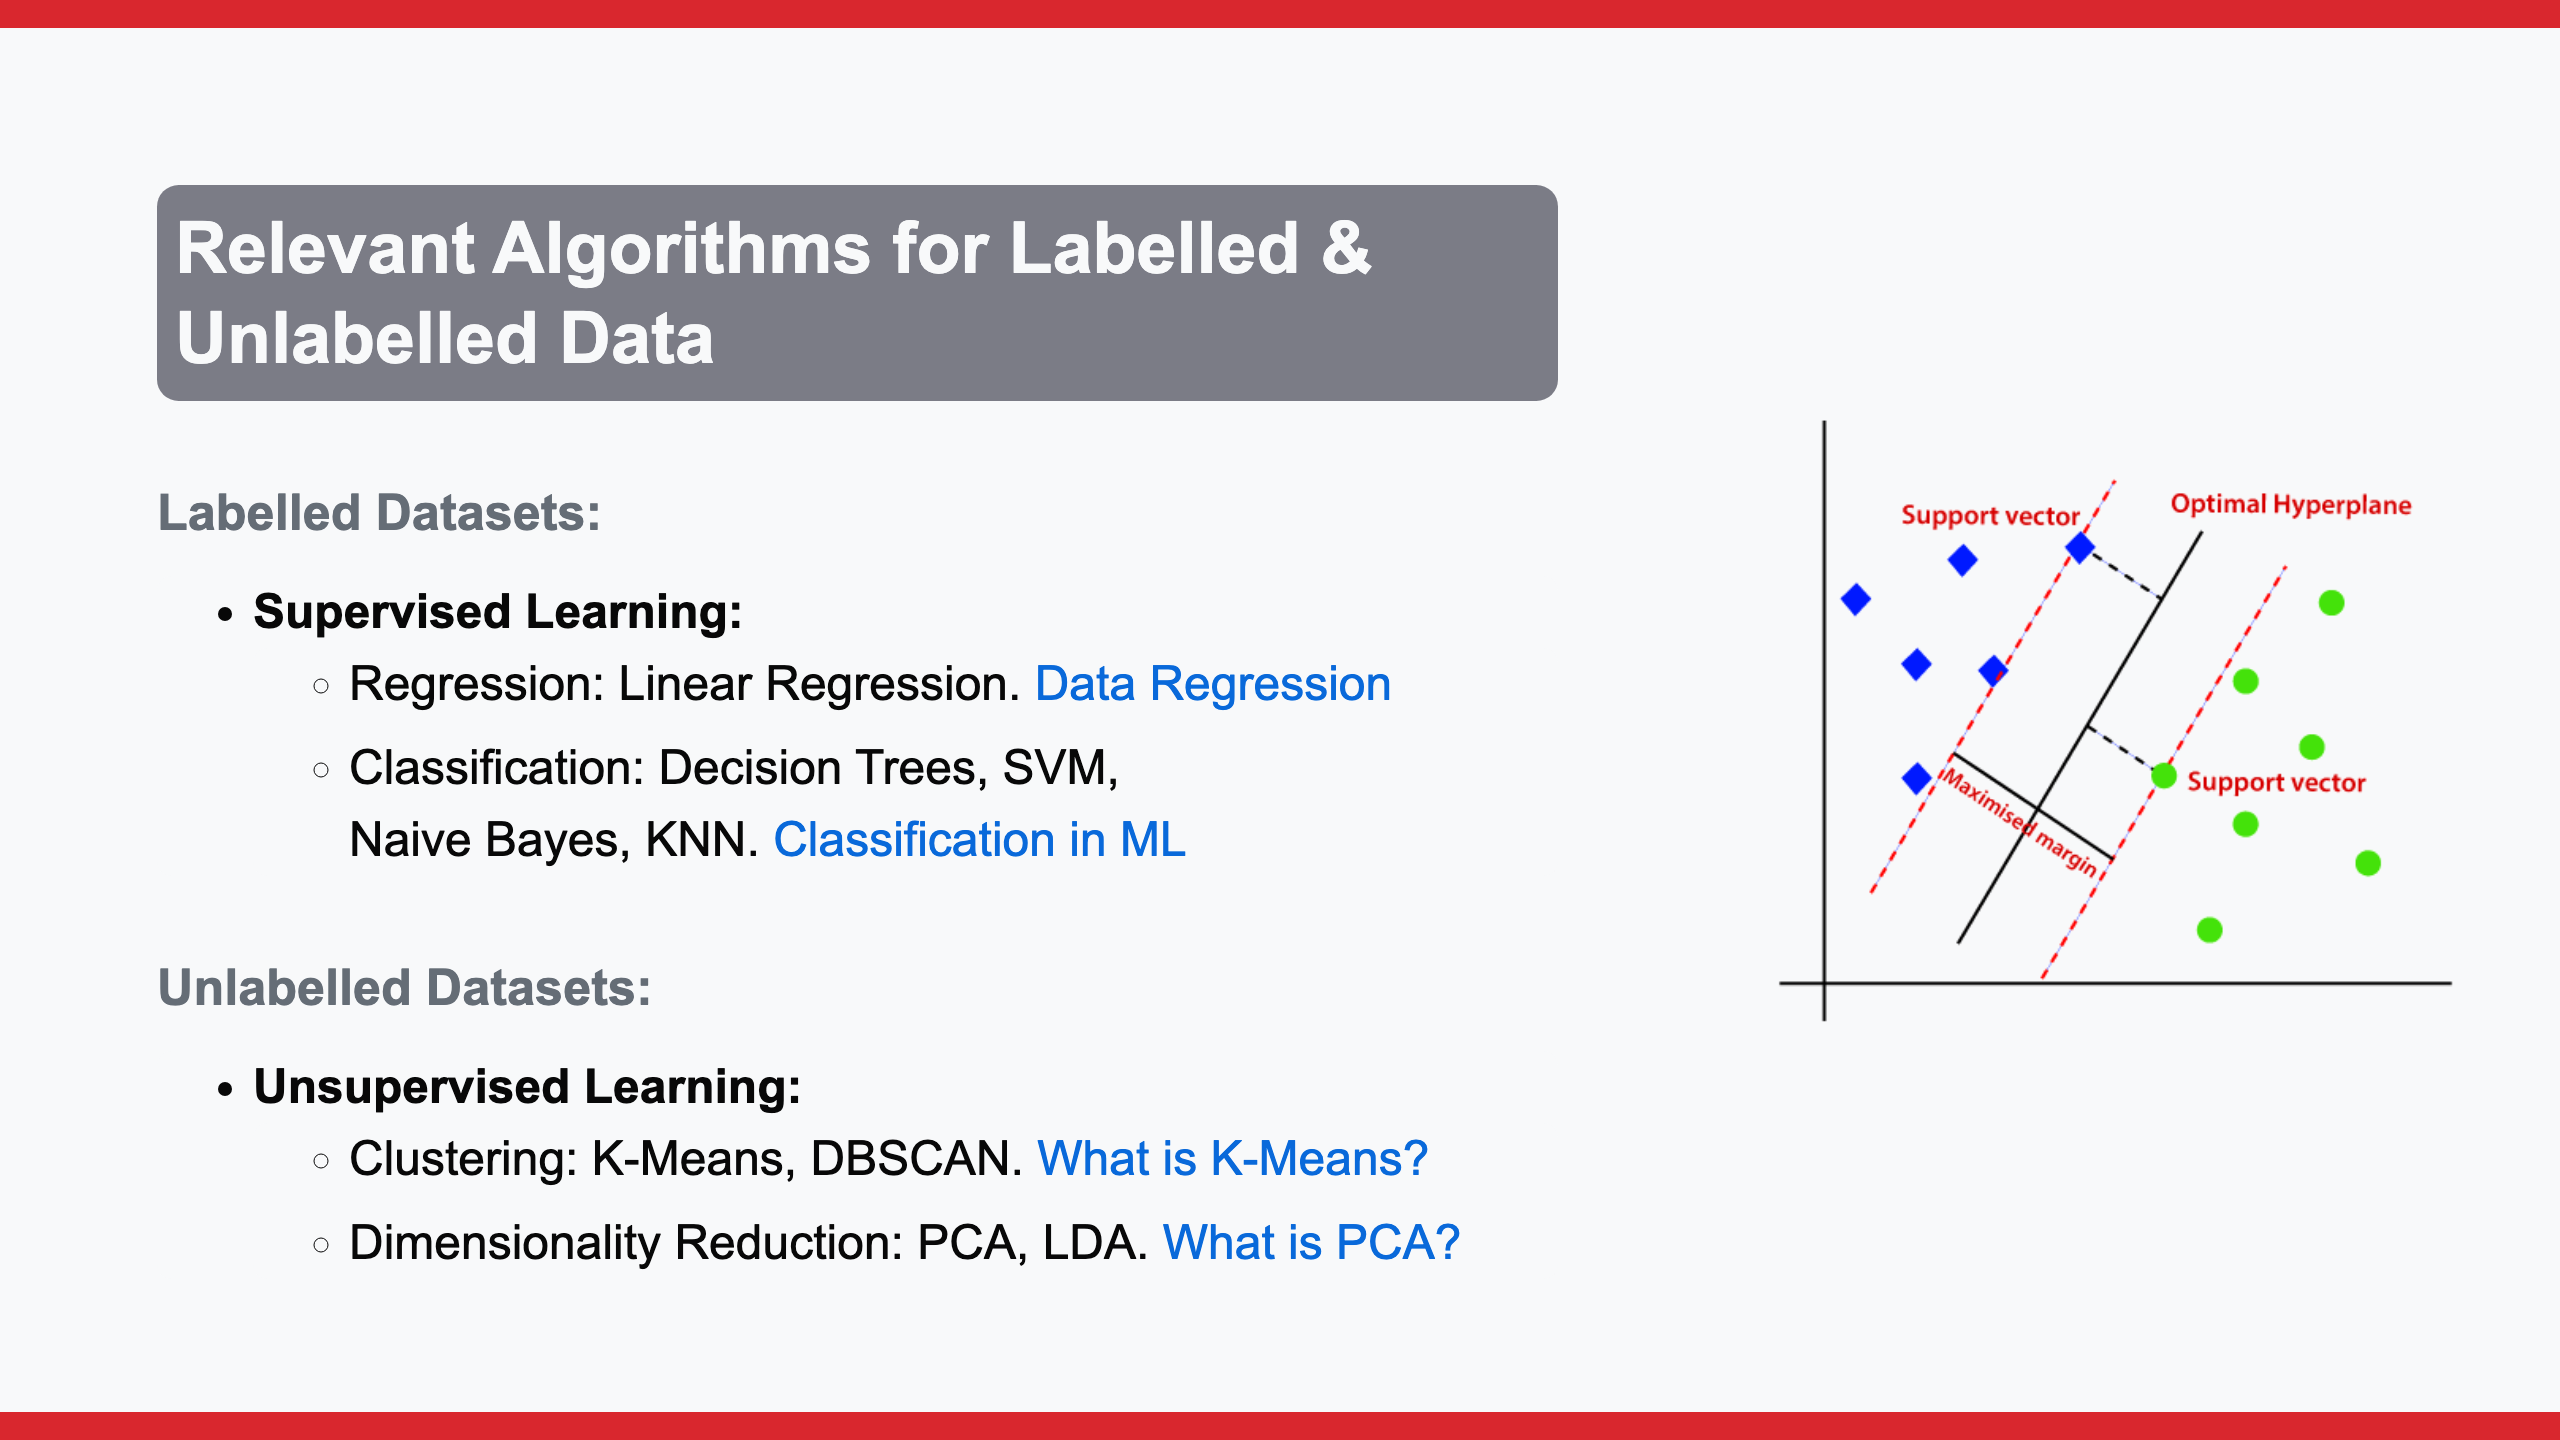 Relevant Algorithms for Labelled &
Unlabelled Data
Labelled Datasets:
• Supervised Learning:
○ Regression: Linear Regression. Data Regression
○ Classification: Decision Trees, SVM,
Naive Bayes, KNN. Classification in ML
Unlabelled Datasets:
• Unsupervised Learning:
○ Clustering: K-Means, DBSCAN. What is K-Means?
○ Dimensionality Reduction: PCA, LDA. What is PCA?
Support vector
Optimal Hyperplane
Support vector
Maximised margin